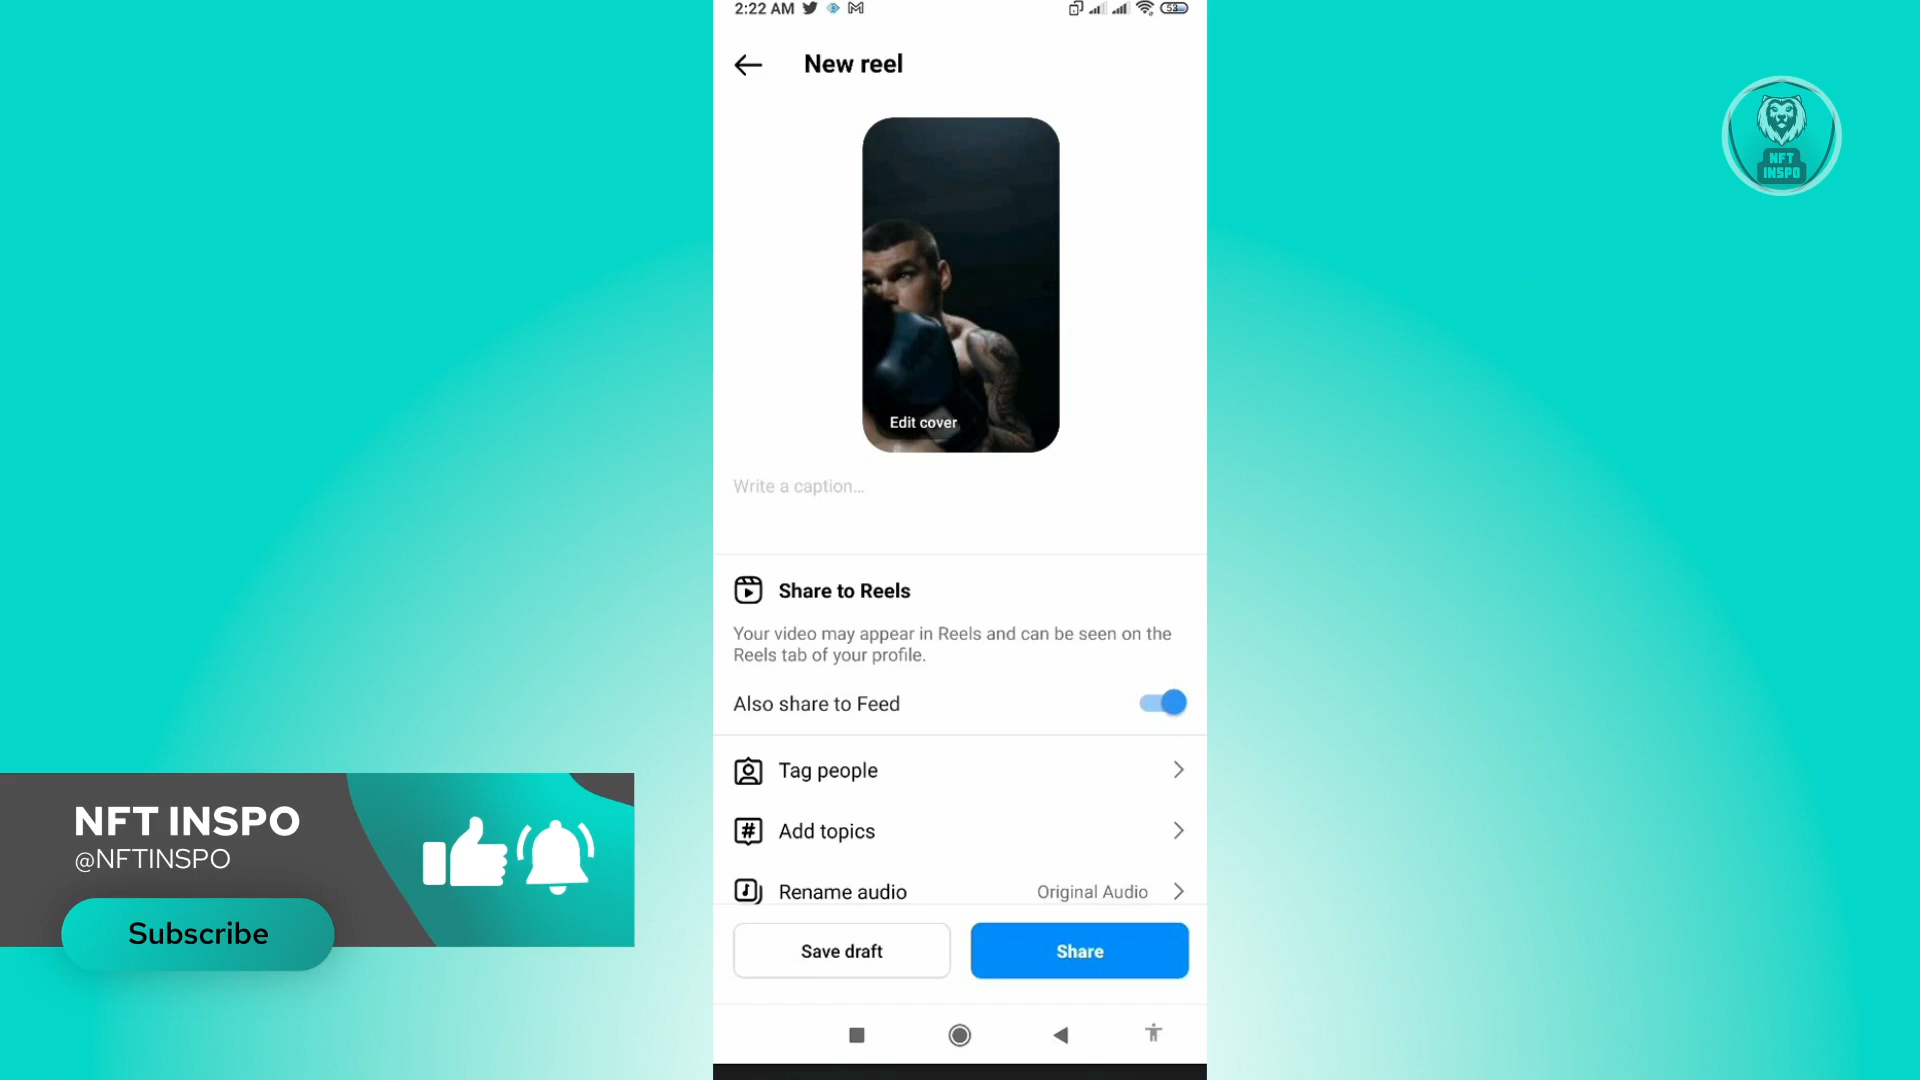 2:22 AM
53
New reel
NFT
INSPO
Edit cover
Write a caption...
Share to Reels
Your video may appear in Reels and can be seen on the
Reels tab of your profile.
Also share to Feed
Tag people
Add topics
Rename audio Original Audio
Save draft Share
NFT INSPO
@NFTINSPO
Subscribe